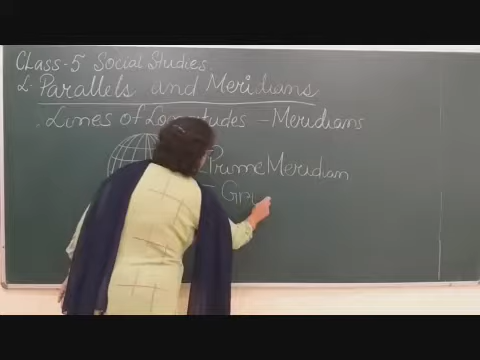 CLass-5 Social Studies.
L. Parallels and Meridians
Lines of Longitudes - Meridians
Prime Meridian